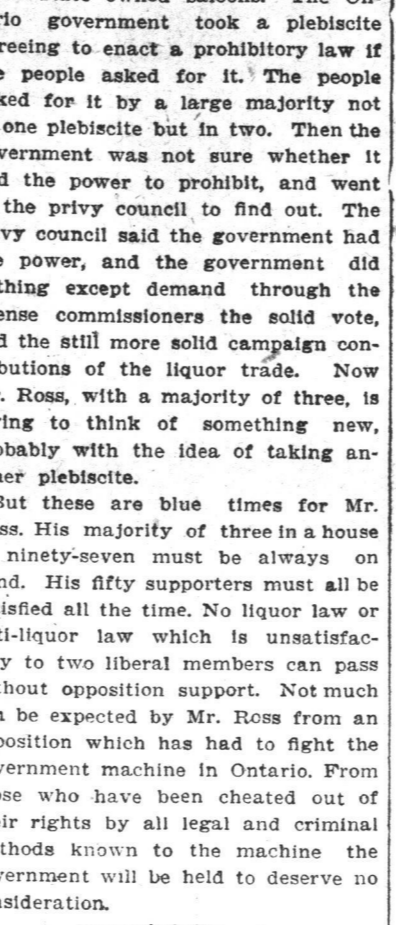 rio government took a plebiscite
reeing to enact a prohibitory law if
e people asked for it. The people
ked for it by a large majority not
one plebiscite but in two. Then the
vernment was not sure whether it
d the power to prohibit, and went
the privy council to find out. The
vy council said the government had
e power, and the government did
thing except demand through the
ense commissioners the solid vote,
d the still more solid campaign con-
butions of the liquor trade. Now
r. Ross, with a majority of three, is
ing to think of something new,
obably with the idea of taking an-
her plebiscite.
But these are blue times for Mr.
ss. His majority of three in a house
ninety-seven must be always on
nd. His fifty supporters must all be
isfied all the time. No liquor law or
ti-liquor law which is unsatisfac-
y to two liberal members can pass
hout opposition support. Not much
n be expected by Mr. Ross from an
position which has had to fight the
vernment machine in Ontario. From
ose who have been cheated out of
eir rights by all legal and criminal
thods known to the machine the
vernment will be held to deserve no
nsideration.